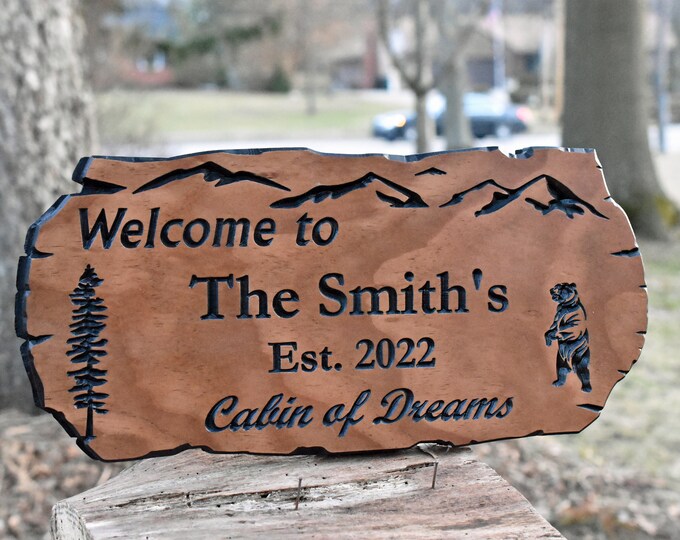 Welcome to
The Smith's
Est. 2022
Cabin of Dreams